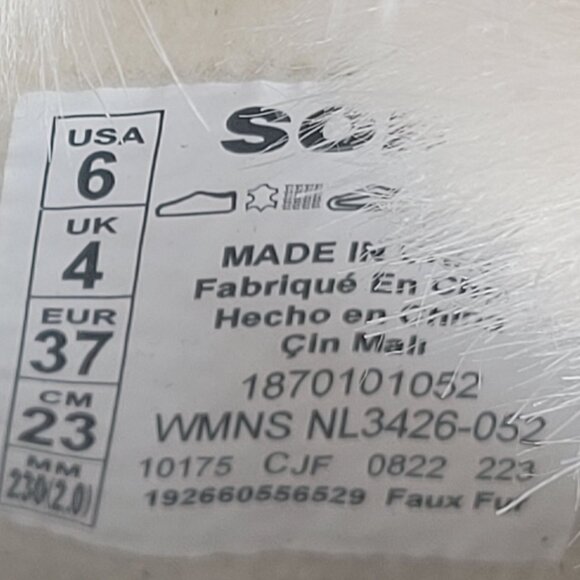 USA
6
UK
4
EUR
37
CM
23
MM
230(2.0)
MADE IN
Fabriqué En
Hecho en
Çin Malı
1870101052
WMNS NL3426-052
10175 CJF 0822 223
192660556529 Faux Fur